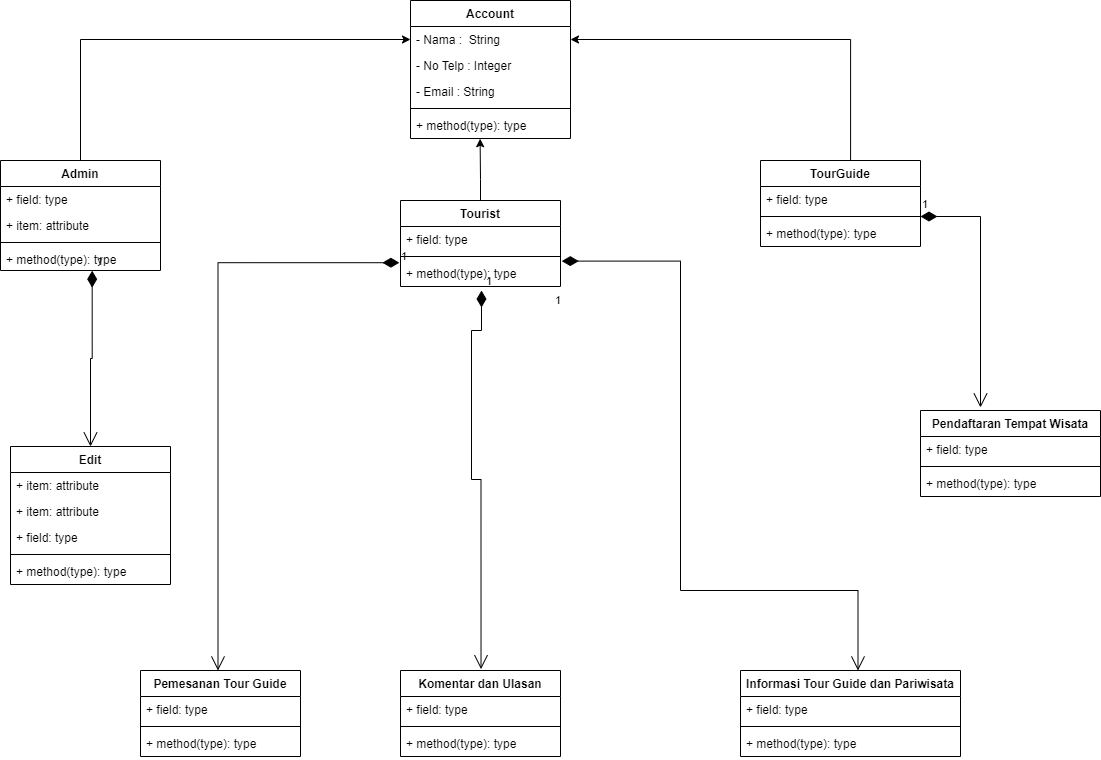 Account
- Nama :  String
- No Telp : Integer
- Email : String
+ method(type): type
Admin
+ field: type
+ item: attribute
+ method(type): type
1
Tourist
+ field: type
+ method(type): type
1
1
1
TourGuide
+ field: type
+ method(type): type
1
Edit
+ item: attribute
+ item: attribute
+ field: type
+ method(type): type
Pendaftaran Tempat Wisata
+ field: type
+ method(type): type
Pemesanan Tour Guide
+ field: type
+ method(type): type
Komentar dan Ulasan
+ field: type
+ method(type): type
Informasi Tour Guide dan Pariwisata
+ field: type
+ method(type): type